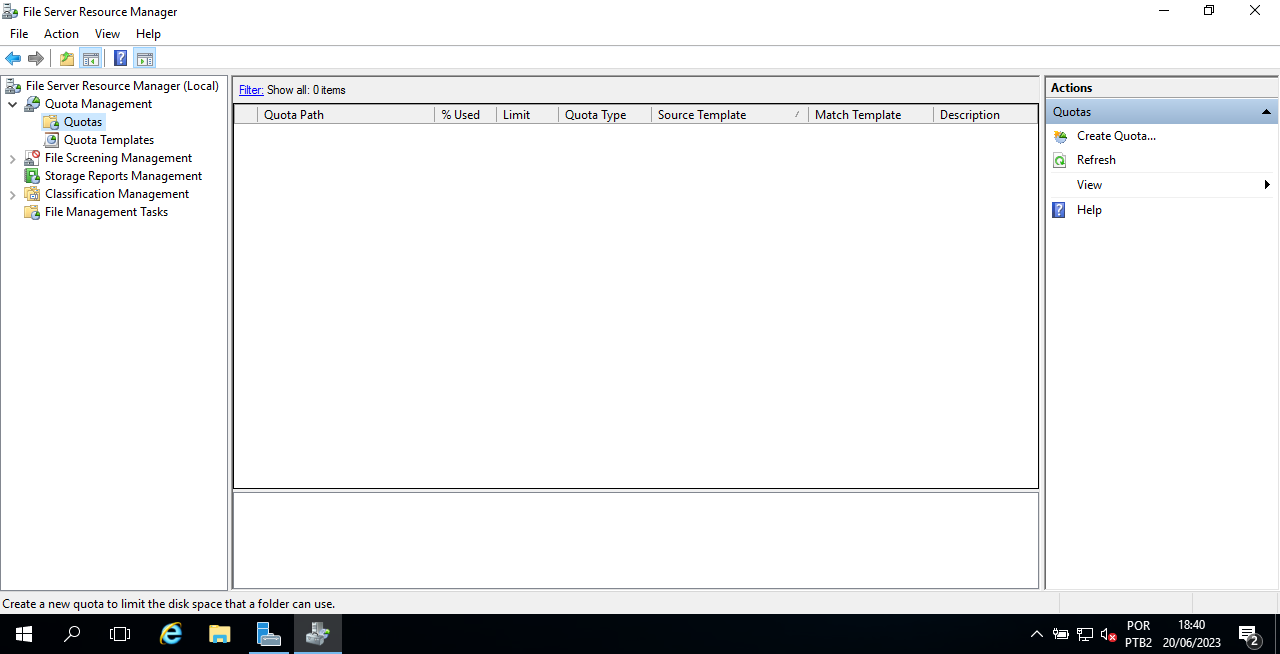 File Server Resource Manager
File Action View Help
File Server Resource Manager (Local)
Quota Management
Quotas
Quota Templates
File Screening Management
Storage Reports Management
Classification Management
File Management Tasks
Filter: Show all: 0 items
Quota Path % Used Limit Quota Type Source Template Match Template Description
Actions
Quotas
Create Quota...
Refresh
View
Help
Create a new quota to limit the disk space that a folder can use.
POR
PTB2
18:40
20/06/2023
2